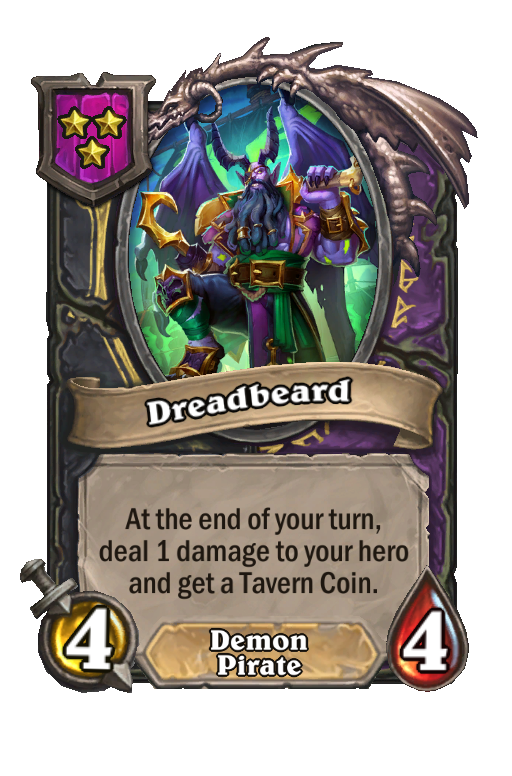 Dreadbeard
At the end of your turn,
deal 1 damage to your hero
and get a Tavern Coin.
4
Demon
Pirate
4